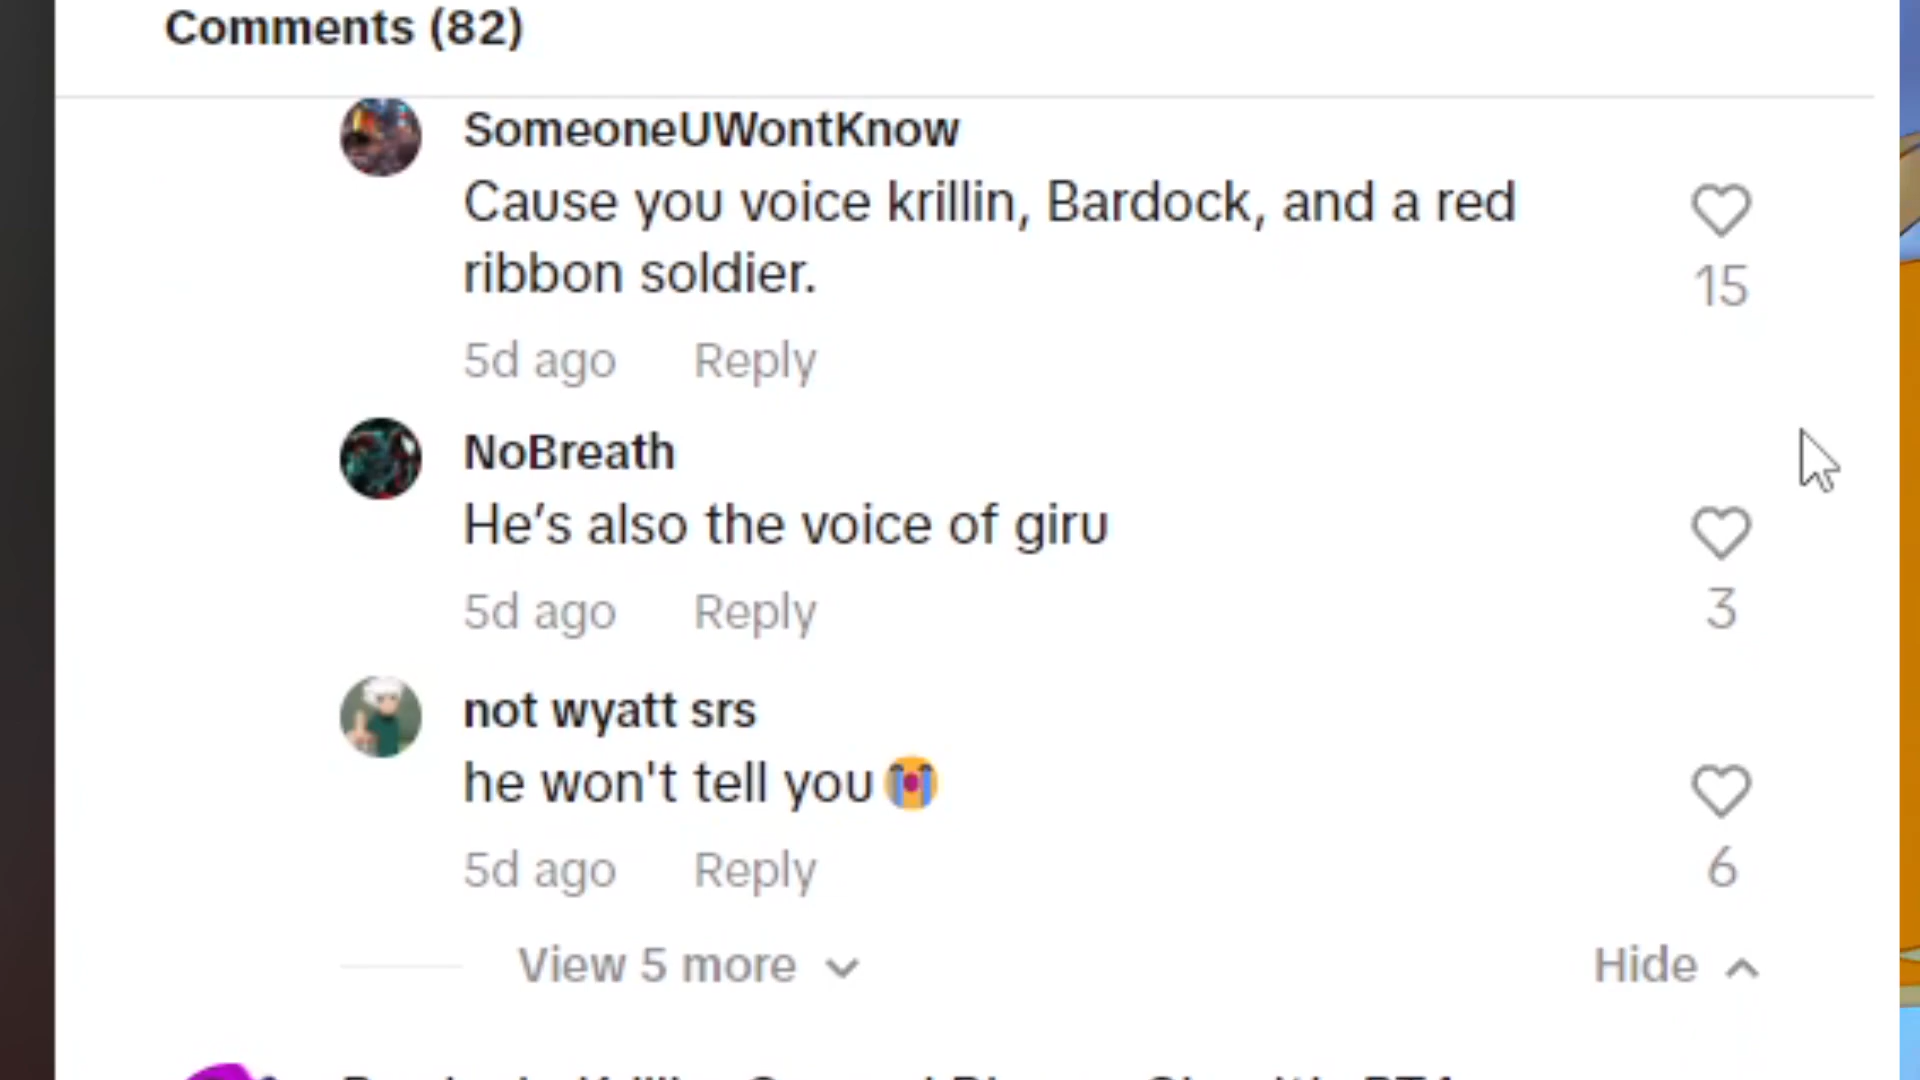 Comments (82)
SomeoneUWontKnow
Cause you voice krillin, Bardock, and a red
ribbon soldier.
15
5d ago Reply
NoBreath
He’s also the voice of giru
3
5d ago Reply
not wyatt srs
he won't tell you😭
6
5d ago Reply
View 5 more Hide